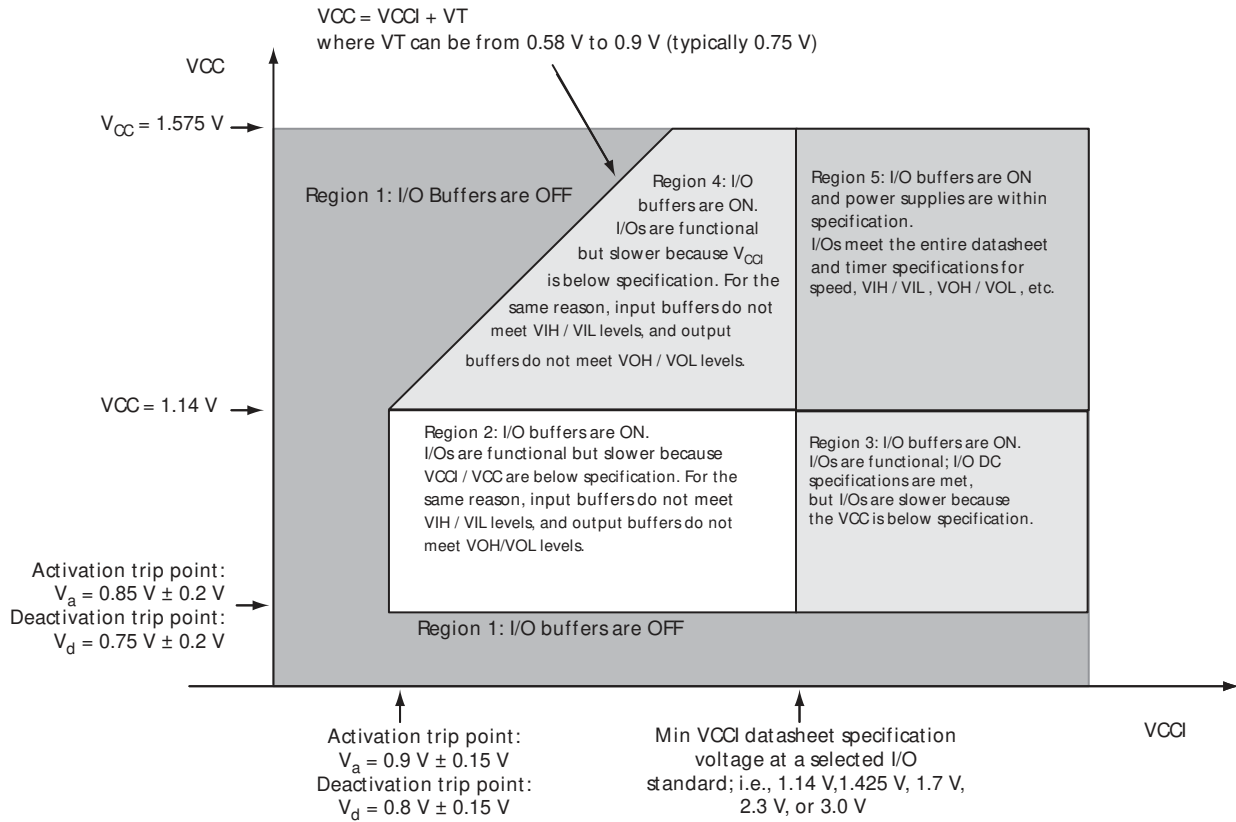 VCC = VCCI + VT
where VT can be from 0.58 V to 0.9 V (typically 0.75 V)
VCC
VCC = 1.575 V
Region 1: I/O Buffers are OFF
Region 4: I/O
buffers are ON.
I/Os are functional
but slower because VCCI
is below specification. For the
same reason, input buffers do not
meet VIH / VIL levels, and output
buffers do not meet VOH / VOL levels.
Region 5: I/O buffers are ON
and power supplies are within
specification.
I/Os meet the entire datasheet
and timer specifications for
speed, VIH / VIL , VOH / VOL , etc.
VCC = 1.14 V
Region 2: I/O buffers are ON.
I/Os are functional but slower because
VCCI / VCC are below specification. For the
same reason, input buffers do not meet
VIH / VIL levels, and output buffers do not
meet VOH/VOL levels.
Region 3: I/O buffers are ON.
I/Os are functional; I/O DC
specifications are met,
but I/Os are slower because
the VCC is below specification.
Activation trip point:
Va = 0.85 V ± 0.2 V
Deactivation trip point:
Vd = 0.75 V ± 0.2 V
Region 1: I/O buffers are OFF
VCCI
Activation trip point:
Va = 0.9 V ± 0.15 V
Deactivation trip point:
Vd = 0.8 V ± 0.15 V
Min VCCI datasheet specification
voltage at a selected I/O
standard; i.e., 1.14 V,1.425 V, 1.7 V,
2.3 V, or 3.0 V